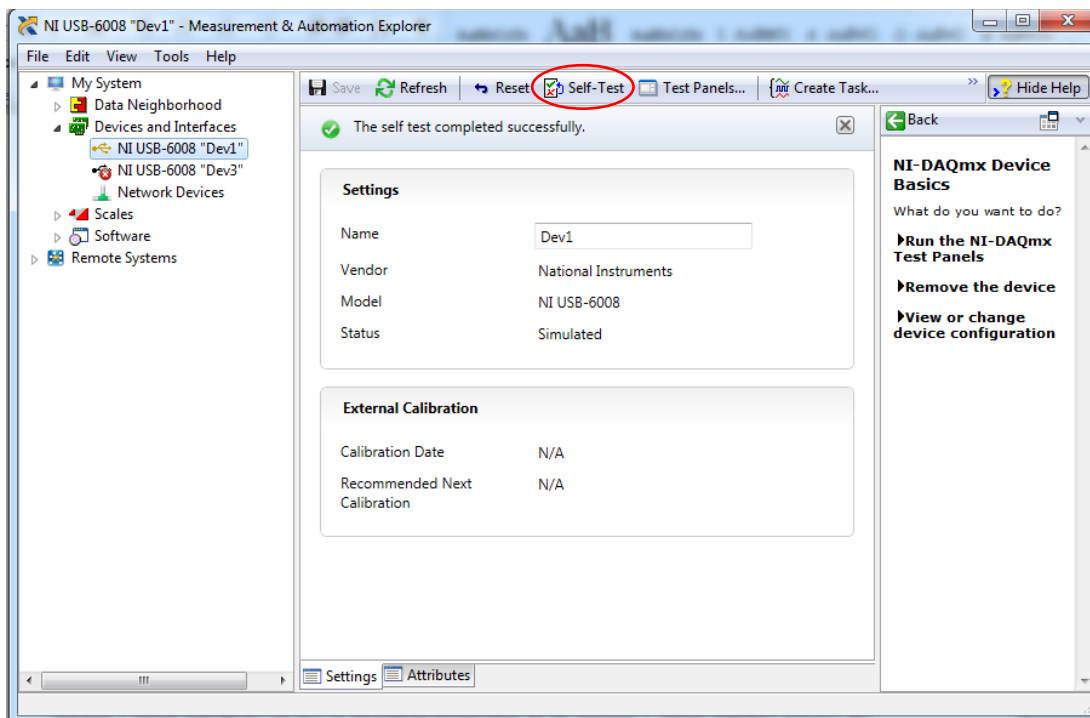 NI USB-6008 "Dev1" - Measurement & Automation Explorer
File Edit View Tools Help
My System
Data Neighborhood
Devices and Interfaces
NI USB-6008 "Dev1"
NI USB-6008 "Dev3"
Network Devices
Scales
Software
Remote Systems
Save Refresh Reset Self-Test Test Panels... Create Task... » Hide Help
The self test completed successfully.
Settings
Name Dev1
Vendor National Instruments
Model NI USB-6008
Status Simulated
External Calibration
Calibration Date N/A
Recommended Next
Calibration
N/A
Settings Attributes
Back
NI-DAQmx Device
Basics
What do you want to do?
Run the NI-DAQmx
Test Panels
Remove the device
View or change
device configuration